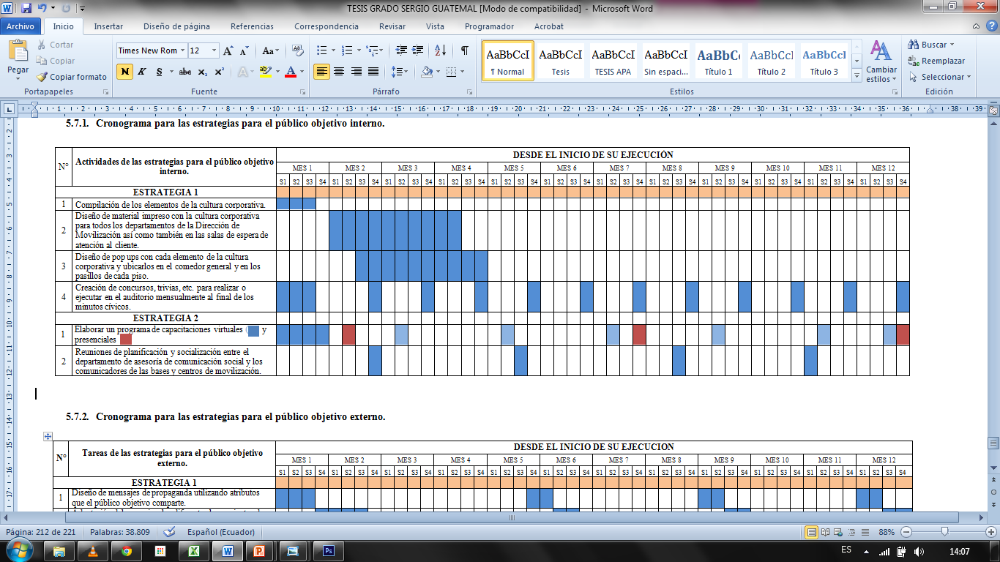 TESIS GRADO SERGIO GUATEMAL [Modo de compatibilidad] - Microsoft Word
Archivo Inicio Insertar Diseño de página Referencias Correspondencia Revisar Vista Programador Acrobat
Pegar
Cortar
Copiar
Copiar formato
Portapapeles
Times New Rom 12
N K S abc x₂ x²
Fuente
Párrafo
AaBbCcI AaBbCcI AaBbCcI AaBbCcI AaBbCc AaBbCcI AaBbCcI
¶ Normal Tesis TESIS APA Sin espaci... Título 1 Título 2 Título 3
Cambiar estilos
Estilos
Buscar
Reemplazar
Seleccionar
Edición
5.7.1. Cronograma para las estrategias para el público objetivo interno.
N° Actividades de las estrategias para el público objetivo interno.
DESDE EL INICIO DE SU EJECUCIÓN
MES 1 MES 2 MES 3 MES 4 MES 5 MES 6 MES 7 MES 8 MES 9 MES 10 MES 11 MES 12
S1 S2 S3 S4 S1 S2 S3 S4 S1 S2 S3 S4 S1 S2 S3 S4 S1 S2 S3 S4 S1 S2 S3 S4 S1 S2 S3 S4 S1 S2 S3 S4 S1 S2 S3 S4 S1 S2 S3 S4 S1 S2 S3 S4 S1 S2 S3 S4
ESTRATEGIA 1
1 Compilación de los elementos de la cultura corporativa.
2 Diseño de material impreso con la cultura corporativa
para todos los departamentos de la Dirección de
Movilización así como también en las salas de espera de
atención al cliente.
3 Diseño de pop ups con cada elemento de la cultura
corporativa y ubicarlos en el comedor general y en los
pasillos de cada piso.
4 Creación de concursos, trivias, etc. para realizar o
ejecutar en el auditorio mensualmente al final de los
minutos cívicos.
ESTRATEGIA 2
1 Elaborar un programa de capacitaciones virtuales ( y
presenciales
2 Reuniones de planificación y socialización entre el
departamento de asesoría de comunicación social y los
comunicadores de las bases y centros de movilización.
5.7.2. Cronograma para las estrategias para el público objetivo externo.
N° Tareas de las estrategias para el público objetivo externo.
DESDE EL INICIO DE SU EJECUCION
MES 1 MES 2 MES 3 MES 4 MES 5 MES 6 MES 7 MES 8 MES 9 MES 10 MES 11 MES 12
S1 S2 S3 S4 S1 S2 S3 S4 S1 S2 S3 S4 S1 S2 S3 S4 S1 S2 S3 S4 S1 S2 S3 S4 S1 S2 S3 S4 S1 S2 S3 S4 S1 S2 S3 S4 S1 S2 S3 S4 S1 S2 S3 S4 S1 S2 S3 S4
ESTRATEGIA 1
1 Diseño de mensajes de propaganda utilizando atributos
que el público objetivo comparte.
Página: 212 de 221 Palabras: 38.809 Español (Ecuador) 88%
ES 14:07